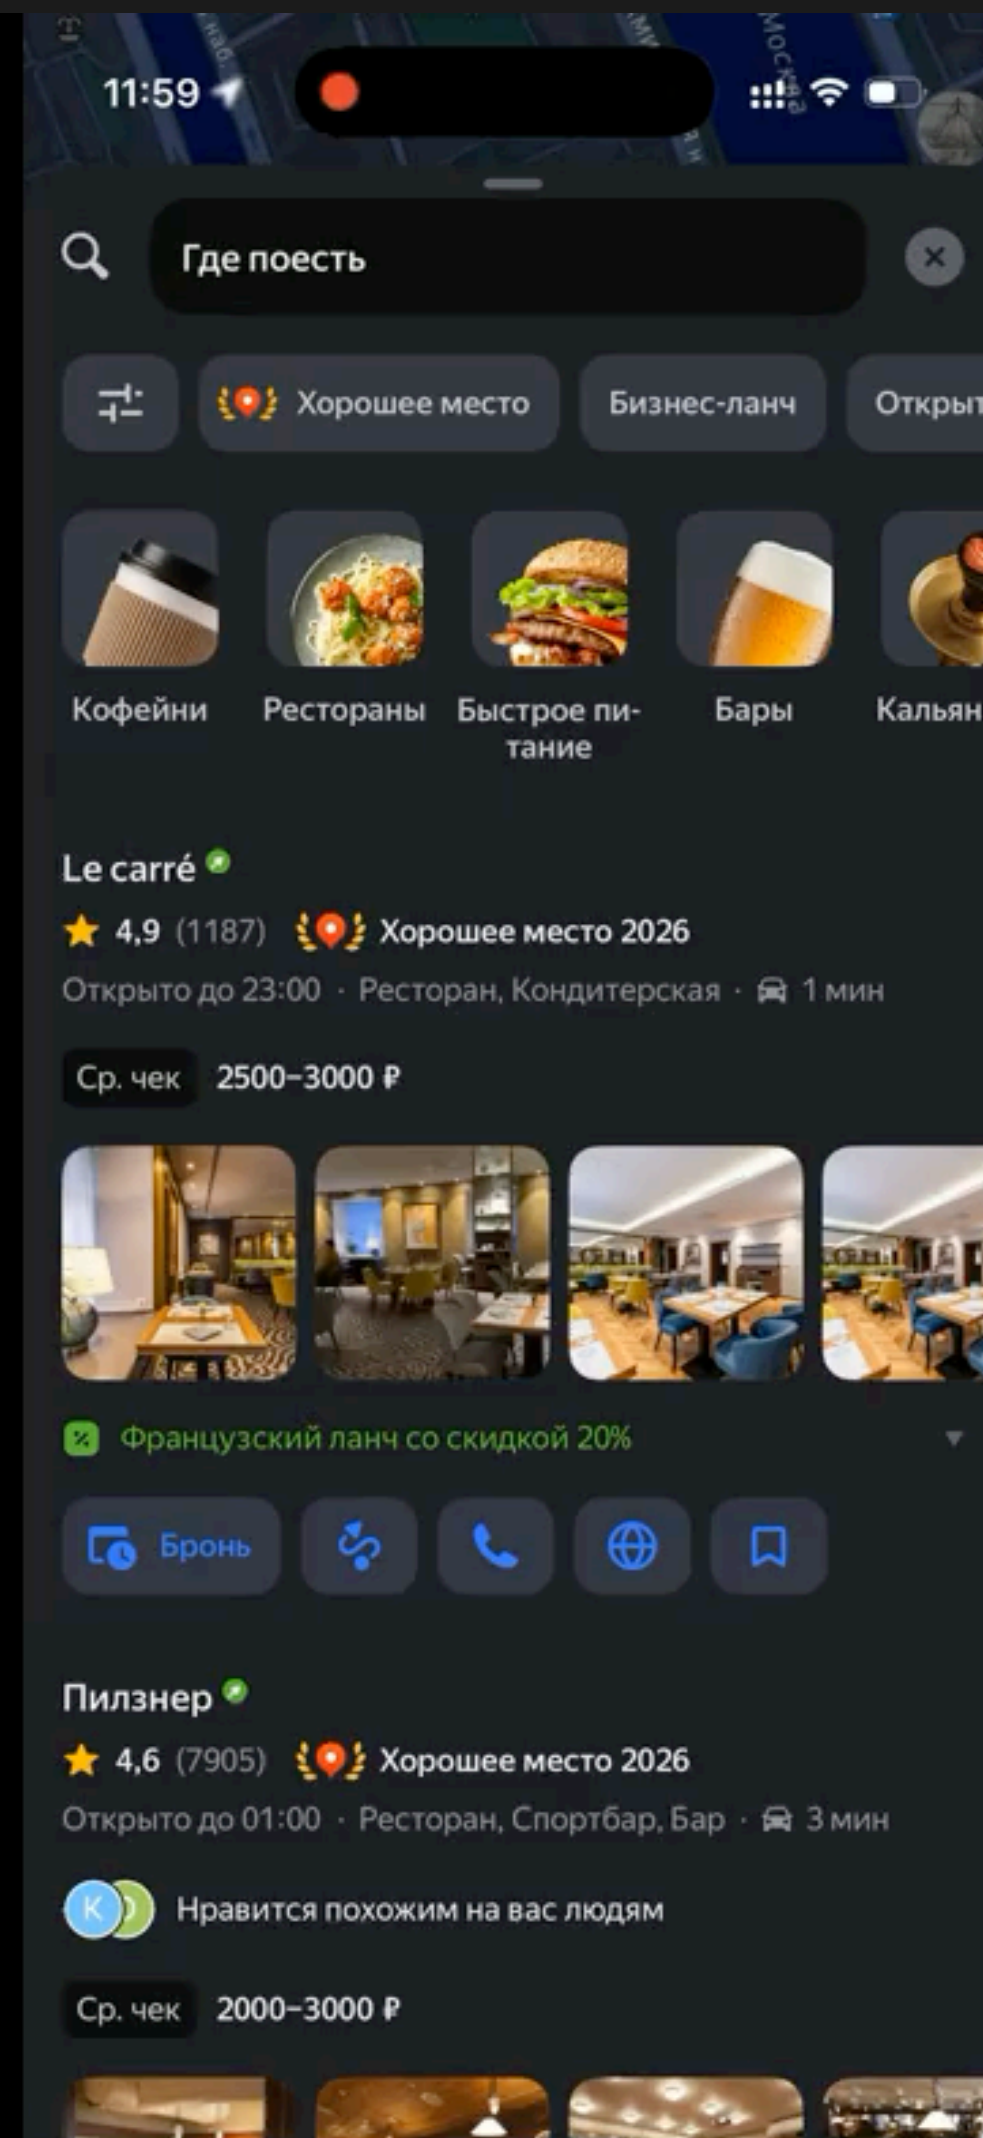 наб.
Москва
11:59
Где поесть
Хорошее место
Бизнес-ланч
Открыт
Кофейни
Рестораны
Быстрое пи-
тание
Бары
Кальян
Le carré
4,9 (1187) Хорошее место 2026
Открыто до 23:00 · Ресторан, Кондитерская · 1 мин
Ср. чек 2500–3000 ₽
Французский ланч со скидкой 20%
Бронь
Пилзнер
4,6 (7905) Хорошее место 2026
Открыто до 01:00 · Ресторан, Спортбар, Бар · 3 мин
К
Нравится похожим на вас людям
Ср. чек 2000–3000 ₽